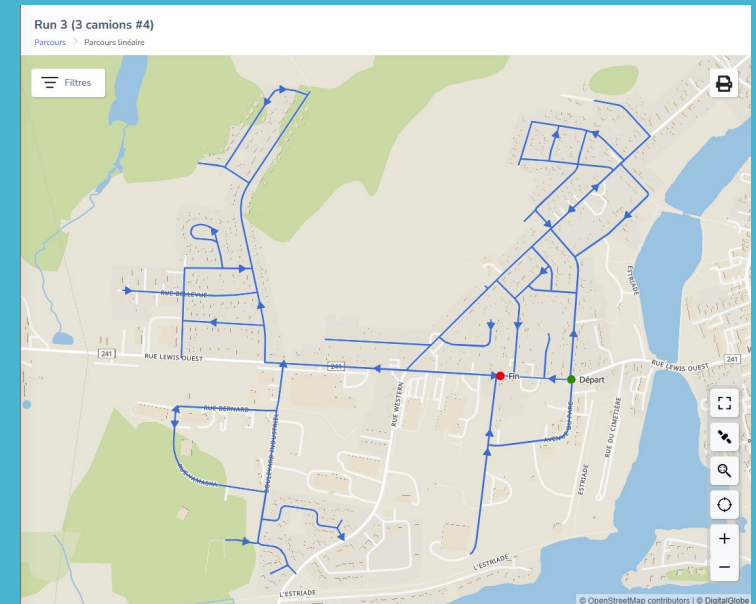 Run 3 (3 camions #4)
Parcours > Parcours linéaire
Filtres
ESTRIADE
RUE BELLEVUE
241
RUE LEWIS OUEST
241
RUE LEWIS OUEST
241
Fin
Départ
RUE WESTERN
RUE BERNARD
BOULEVARD INDUSTRIEL
AVENUE DU PARC
RUE DU CIMETIÈRE
ESTRIADE
L'ESTRIADE
L'ESTRIADE
© OpenStreetMap contributors | © DigitalGlobe